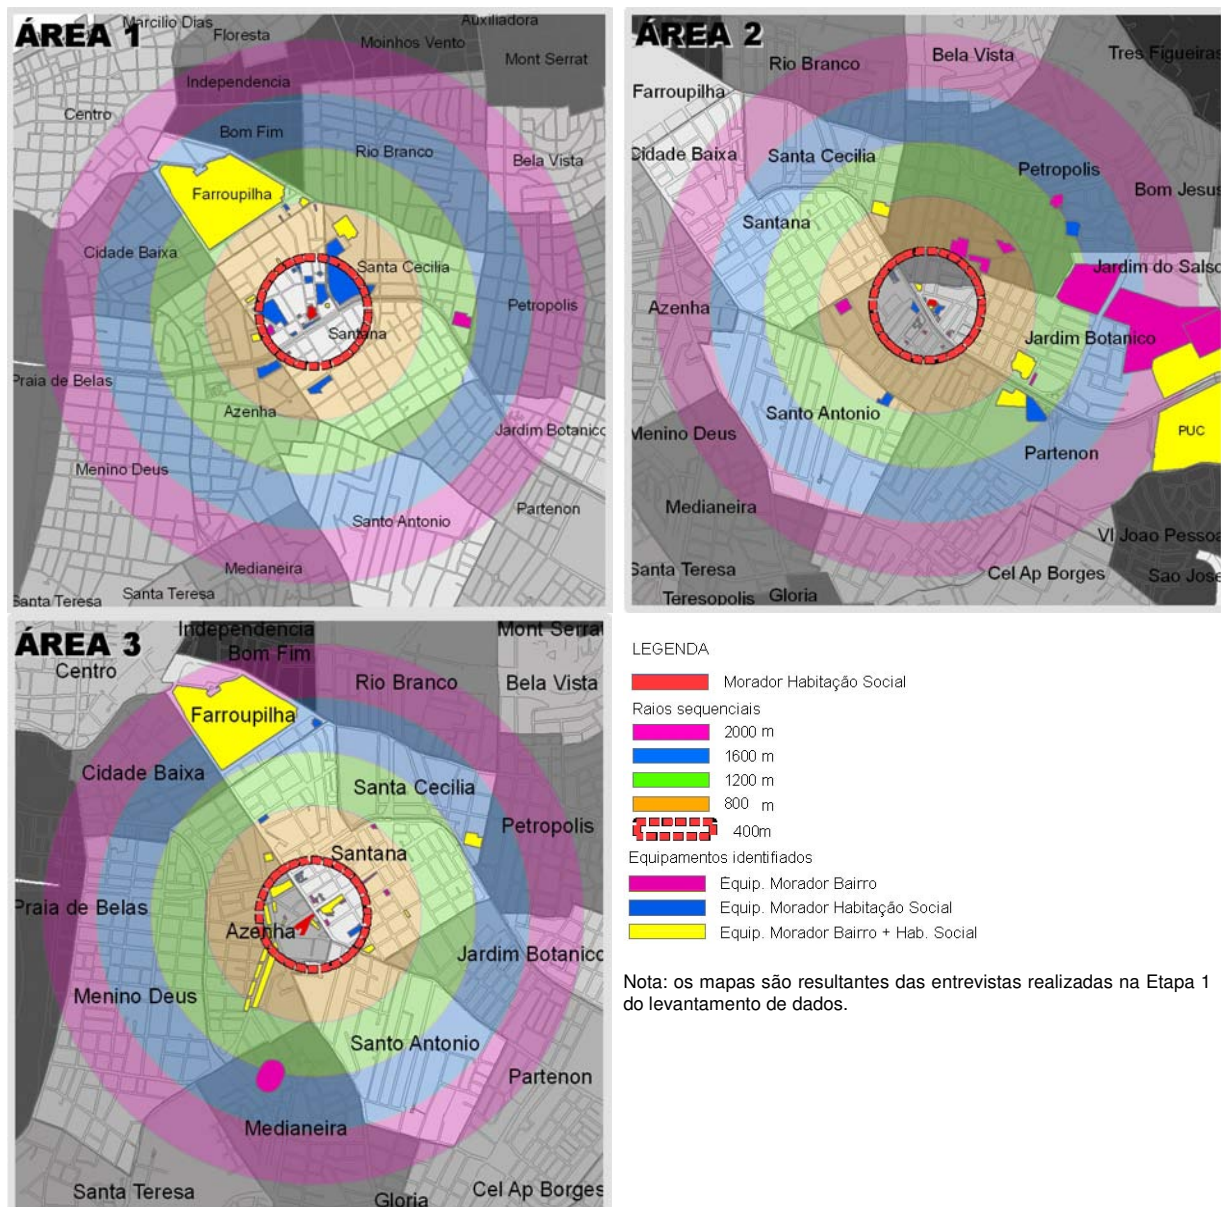 ÁREA 1
Marcilio Dias
Floresta
Auxiliadora
Moinhos Vento
Mont Serrat
Independencia
Centro
Bom Fim
Rio Branco
Bela Vista
Farroupilha
Cidade Baixa
Santa Cecilia
Petropolis
Santana
Praia de Belas
Azenha
Jardim Botanico
Menino Deus
Partenon
Santo Antonio
Medianeira
Santa Teresa
Santa Teresa
ÁREA 2
Rio Branco
Bela Vista
Tres Figueiras
Farroupilha
Cidade Baixa
Santa Cecilia
Petropolis
Bom Jesus
Santana
Jardim do Salso
Azenha
Jardim Botanico
Santo Antonio
Menino Deus
PUC
Partenon
Medianeira
Vl Joao Pessoa
Santa Teresa
Cel Ap Borges
Sao Jose
Teresopolis
Gloria
ÁREA 3
Independencia
Mont Serrat
Centro
Bom Fim
Rio Branco
Bela Vista
Farroupilha
Cidade Baixa
Santa Cecilia
Petropolis
Santana
Praia de Belas
Azenha
Jardim Botanico
Menino Deus
Santo Antonio
Partenon
Medianeira
Santa Teresa
Gloria
Cel Ap Borges
LEGENDA
Morador Habitação Social
Raios sequenciais
2000 m
1600 m
1200 m
800 m
400m
Equipamentos identificados
Equip. Morador Bairro
Equip. Morador Habitação Social
Equip. Morador Bairro + Hab. Social
Nota: os mapas são resultantes das entrevistas realizadas na Etapa 1
do levantamento de dados.